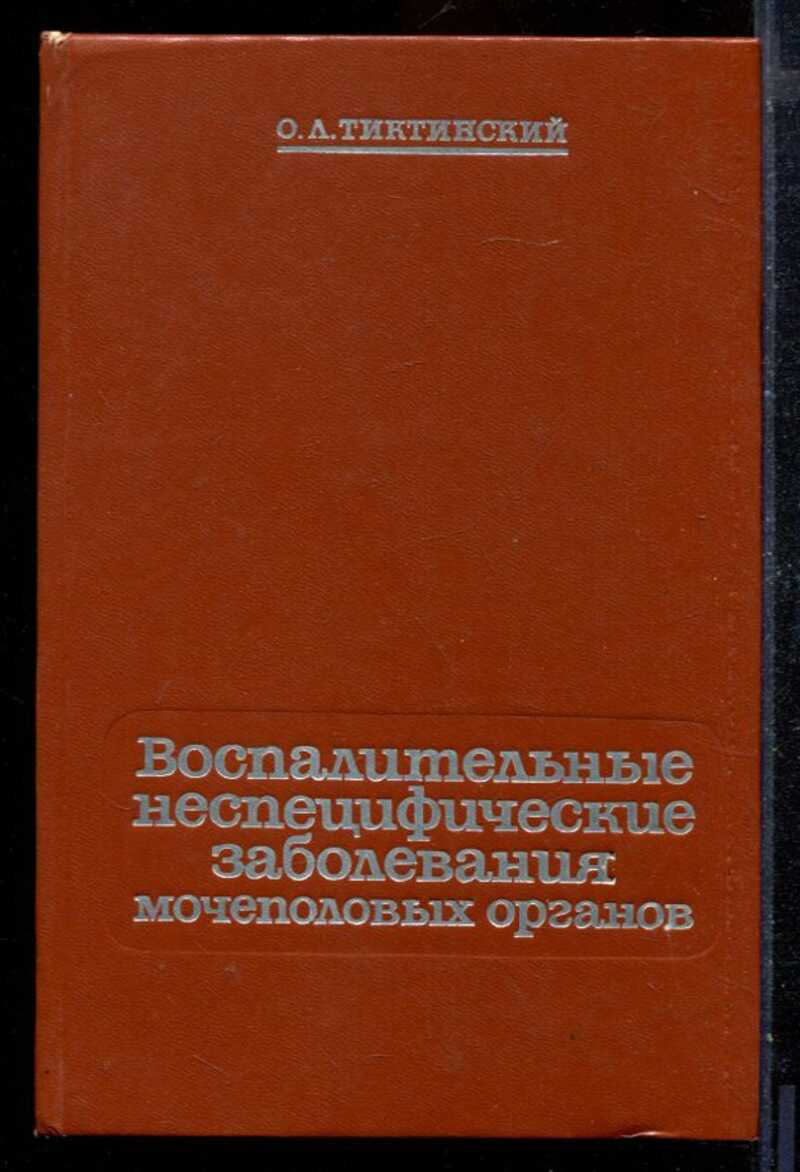 О. Л. ТИКТИНСКИЙ
Воспалительные
неспецифические
заболевания
мочеполовых органов